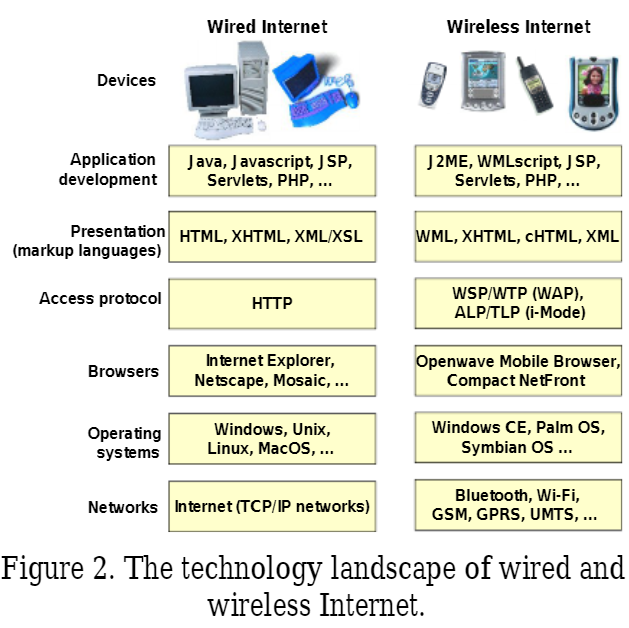 Wired Internet
Wireless Internet
Devices
Application
development
Java, Javascript, JSP,
Servlets, PHP, ...
J2ME, WMLscript, JSP,
Servlets, PHP, ...
Presentation
(markup languages)
HTML, XHTML, XML/XSL
WML, XHTML, cHTML, XML
Access protocol
HTTP
WSP/WTP (WAP),
ALP/TLP (i-Mode)
Browsers
Internet Explorer,
Netscape, Mosaic, ...
Openwave Mobile Browser,
Compact NetFront
Operating
systems
Windows, Unix,
Linux, MacOS, ...
Windows CE, Palm OS,
Symbian OS ...
Networks
Internet (TCP/IP networks)
Bluetooth, Wi-Fi,
GSM, GPRS, UMTS, ...
Figure 2. The technology landscape of wired and
wireless Internet.